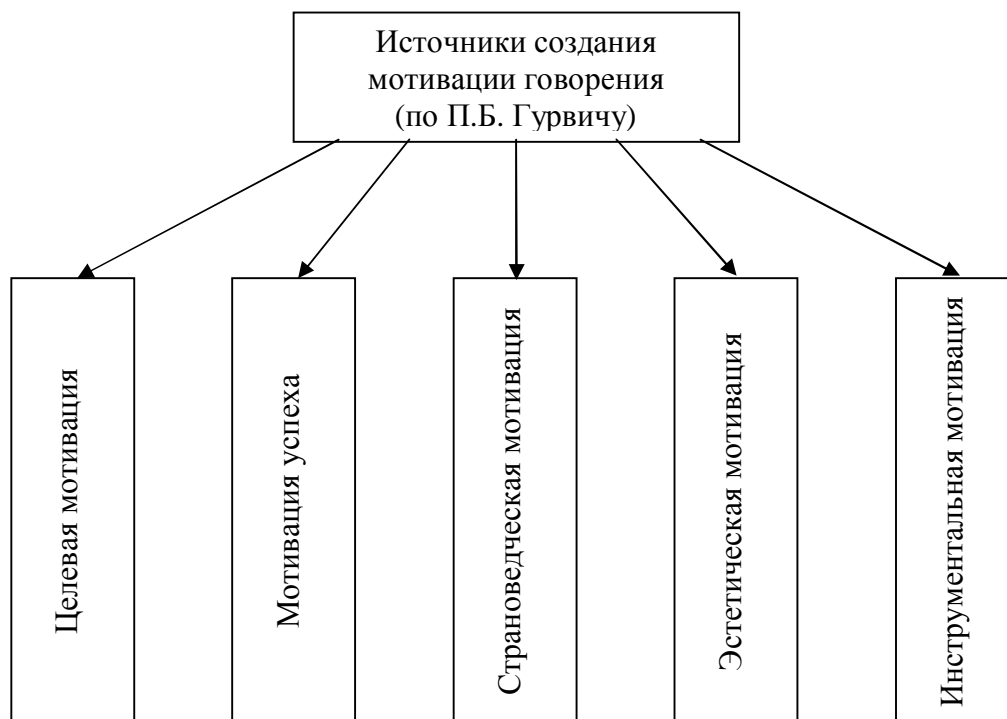 Источники создания
мотивации говорения
(по П.Б. Гурвичу)
Целевая мотивация
Мотивация успеха
Страноведческая мотивация
Эстетическая мотивация
Инструментальная мотивация